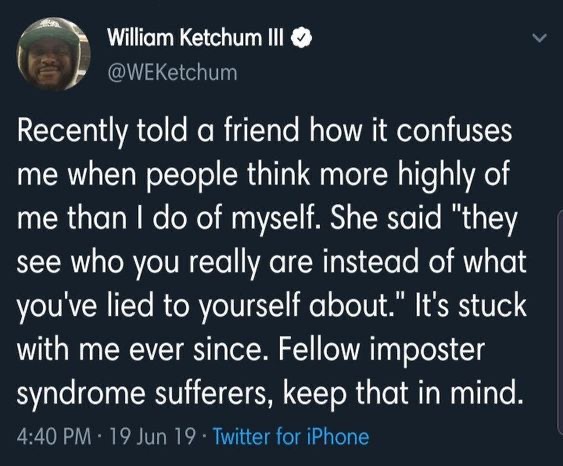 William Ketchum III
@WEKetchum
Recently told a friend how it confuses
me when people think more highly of
me than I do of myself. She said "they
see who you really are instead of what
you've lied to yourself about." It's stuck
with me ever since. Fellow imposter
syndrome sufferers, keep that in mind.
4:40 PM · 19 Jun 19 · Twitter for iPhone